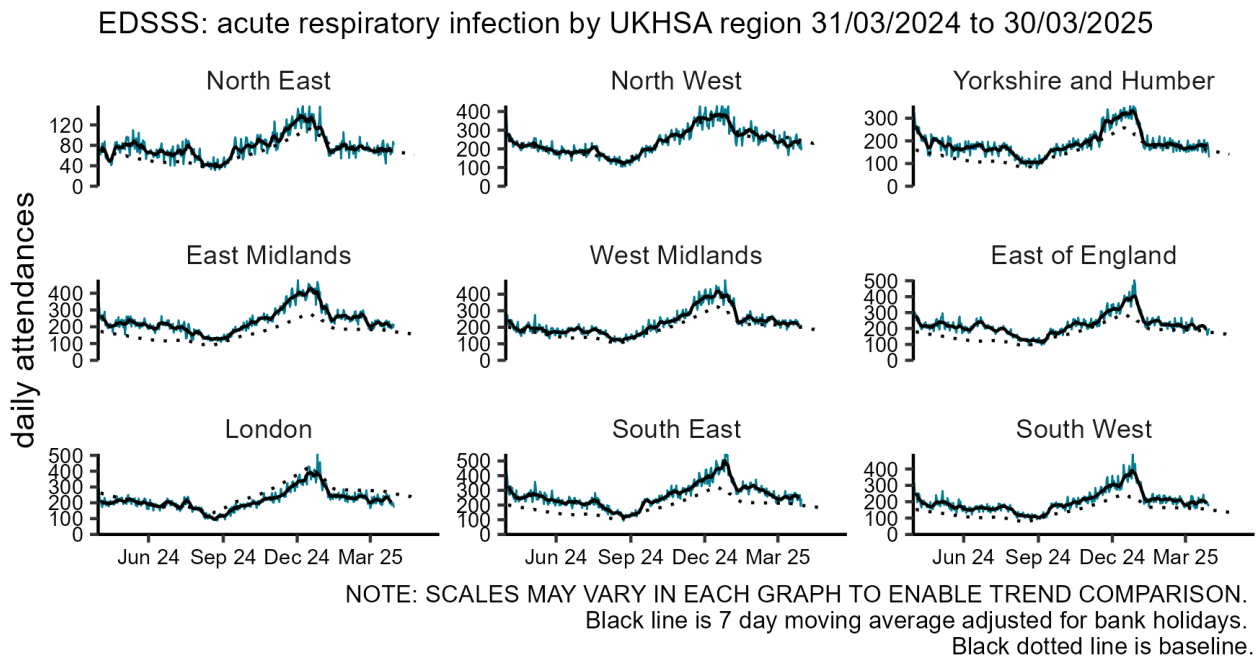 EDSSS: acute respiratory infection by UKHSA region 31/03/2024 to 30/03/2025
daily attendances
North East
120
80
40
0
North West
400
300
200
100
0
Yorkshire and Humber
300
200
100
0
East Midlands
400
300
200
100
0
West Midlands
400
300
200
100
0
East of England
500
400
300
200
100
0
London
500
400
300
200
100
0
South East
500
400
300
200
100
0
South West
400
300
200
100
0
Jun 24 Sep 24 Dec 24 Mar 25
Jun 24 Sep 24 Dec 24 Mar 25
Jun 24 Sep 24 Dec 24 Mar 25
NOTE: SCALES MAY VARY IN EACH GRAPH TO ENABLE TREND COMPARISON.
Black line is 7 day moving average adjusted for bank holidays.
Black dotted line is baseline.